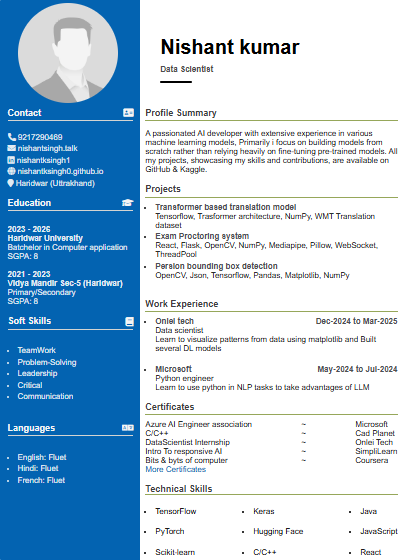 Nishant kumar
Data Scientist
Contact
9217290469
nishantsingh.talk
nishantksingh1
nishantksingh0.github.io
Haridwar (Uttrakhand)
Education
2023 - 2026
Haridwar University
Batchelor in Computer application
SGPA: 8
2021 - 2023
Vidya Mandir Sec-5 (Haridwar)
Primary/Secondary
SGPA: 8
Soft Skills
TeamWork
Problem-Solving
Leadership
Critical
Communication
Languages
English: Fluet
Hindi: Fluet
French: Fluet
Profile Summary
A passionated AI developer with extensive experience in various
machine learning models, Primarily i focus on building models from
scratch rather than relying heavily on fine-tuning pre-trained models. All
my projects, showcasing my skills and contributions, are available on
GitHub & Kaggle.
Projects
Transformer based translation model
Tensorflow, Trasformer architecture, NumPy, WMT Translation
dataset
Exam Proctoring system
React, Flask, OpenCV, NumPy, Mediapipe, Pillow, WebSocket,
ThreadPool
Persion bounding box detection
OpenCV, Json, Tensorflow, Pandas, Matplotlib, NumPy
Work Experience
Onlei tech Dec-2024 to Mar-2025
Data scientist
Learn to visualize patterns from data using matplotlib and Built
several DL models
Microsoft May-2024 to Jul-2024
Python engineer
Learn to use python in NLP tasks to take advantages of LLM
Certificates
Azure AI Engineer association ~ Microsoft
C/C++ ~ Cad Planet
DataScientist Internship ~ Onlei Tech
Intro To responsive AI ~ SimpliLearn
Bits & byts of computer ~ Coursera
More Certificates
Technical Skills
TensorFlow Keras Java
PyTorch Hugging Face JavaScript
Scikit-learn C/C++ React